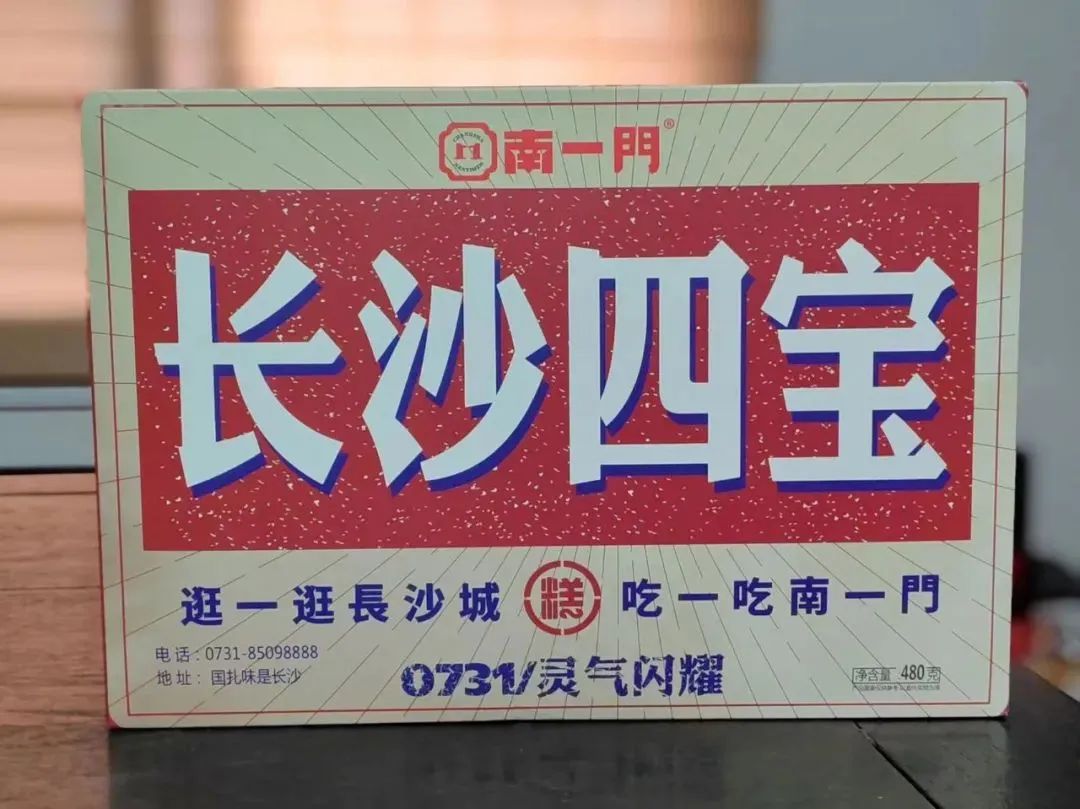 CHANGSHA
NANYIMEN
南一門®
长沙四宝
逛一逛長沙城 糕 吃一吃南一門
电话：0731-85098888
地址：国扎味是长沙
0731/灵气闪耀
净含量 480克